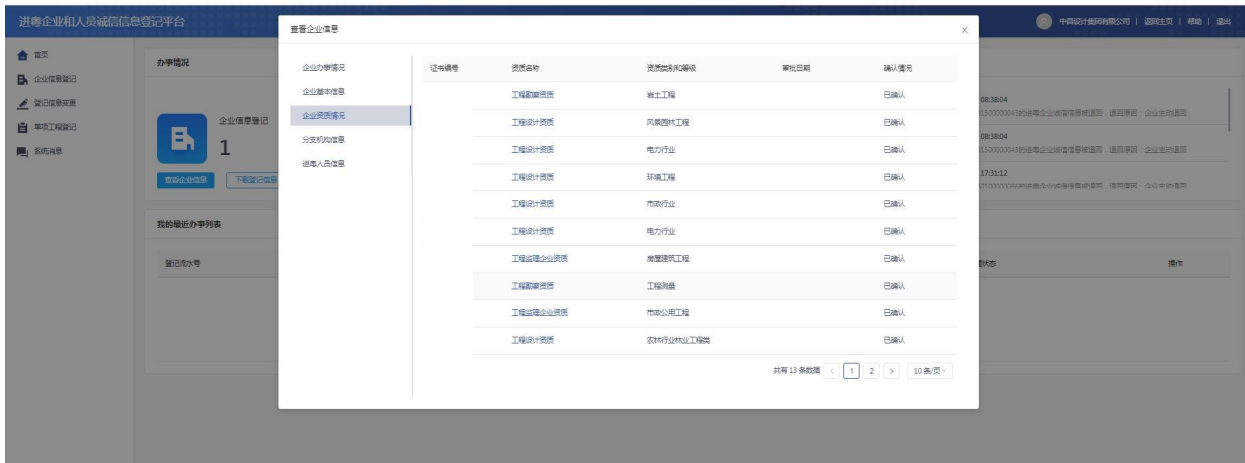 进粤企业和人员诚信信息登记平台
返回主页 | 帮助 | 退出
首页
企业信息登记
登记信息变更
单项工程登记
系统消息
办事情况
企业信息登记
1
查看企业信息
下载登记信息
我的最近办事列表
登记流水号
操作
08:38:04
08:38:04
17:31:12
查看企业信息
企业办事情况
企业基本信息
企业资质情况
分支机构信息
进粤人员信息
证书编号 资质名称 资质类别和等级 审批日期 确认情况
工程勘察资质 岩土工程 已确认
工程设计资质 风景园林工程 已确认
工程设计资质 电力行业 已确认
工程设计资质 环境工程 已确认
工程设计资质 市政行业 已确认
工程设计资质 电力行业 已确认
工程监理企业资质 房屋建筑工程 已确认
工程勘察资质 工程测量 已确认
工程监理企业资质 市政公用工程 已确认
工程设计资质 农林行业林业工程类 已确认
共有 13 条数据 < 1 2 > 10 条/页